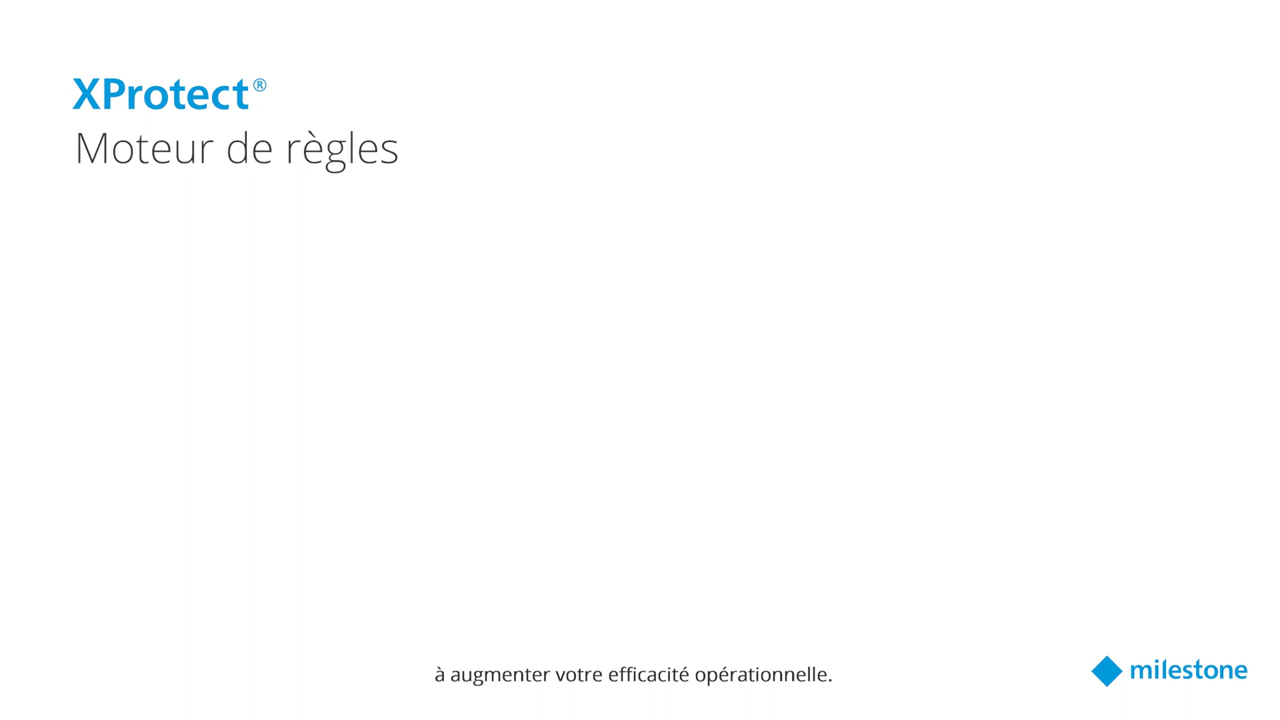 XProtect®
Moteur de règles
à augmenter votre efficacité opérationnelle.
milestone